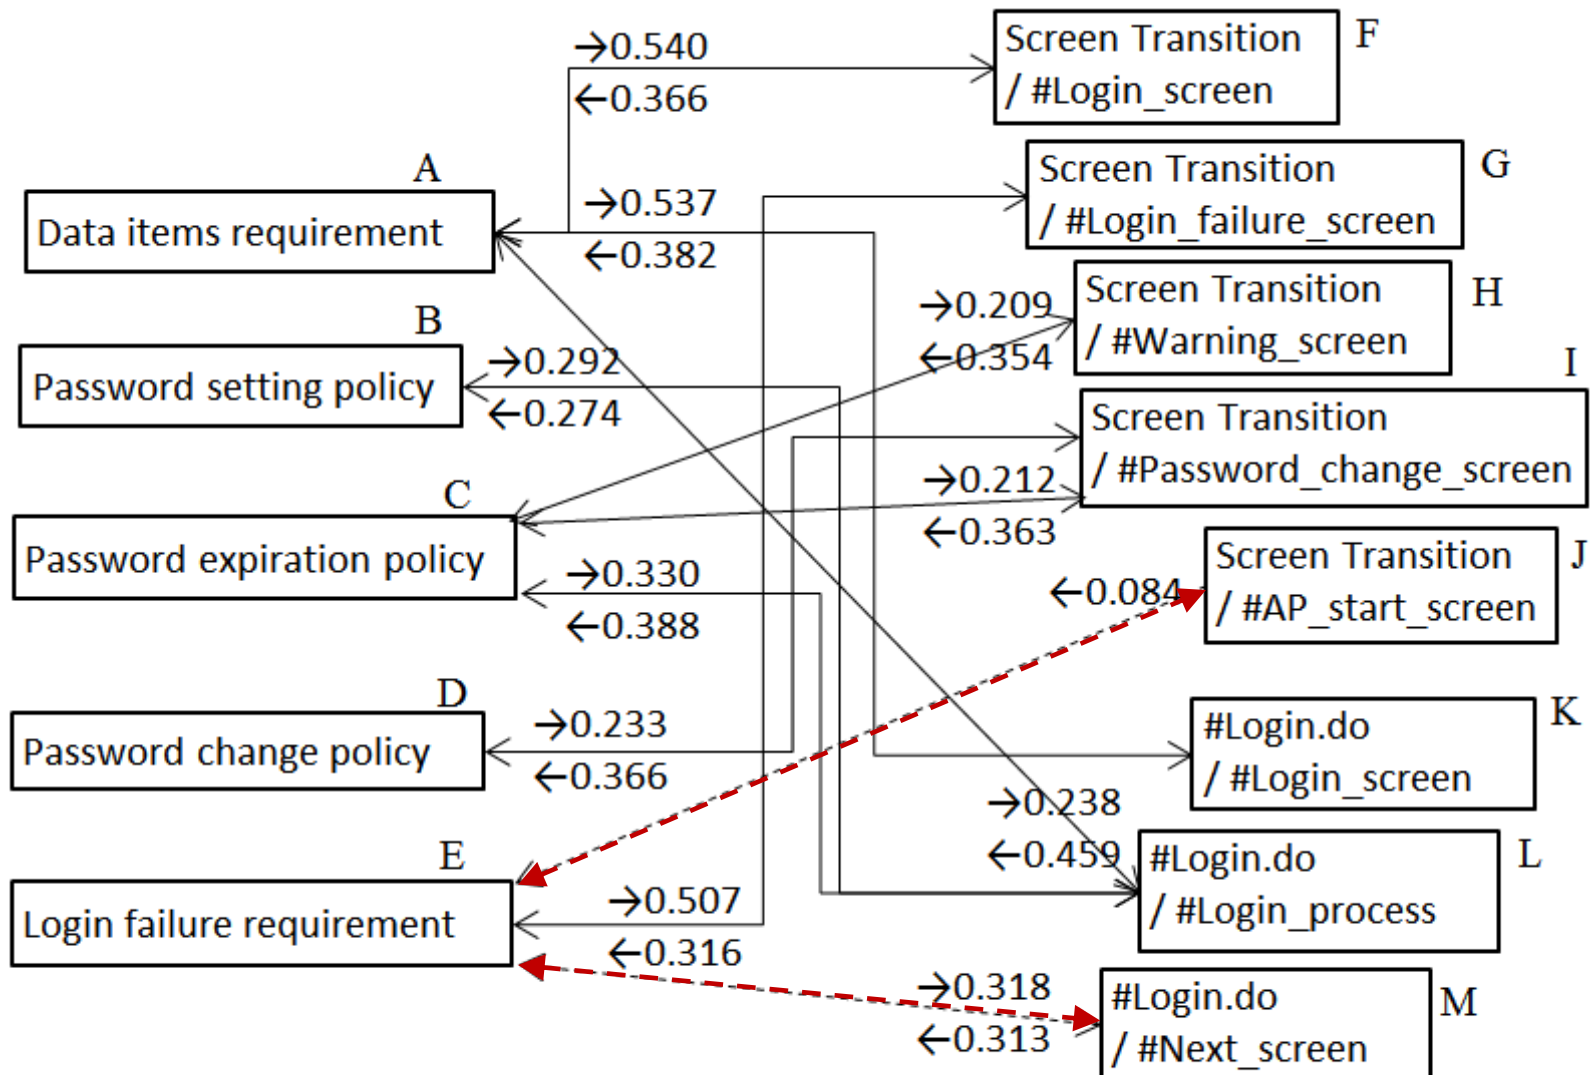 →0.540
←0.366
Screen Transition
/ #Login_screen
F
A
Data items requirement
→0.537
←0.382
Screen Transition
/ #Login_failure_screen
G
→0.209
←0.354
Screen Transition
/ #Warning_screen
H
B
Password setting policy
→0.292
←0.274
I
Screen Transition
/ #Password_change_screen
→0.212
←0.363
C
Password expiration policy
→0.330
←0.388
←0.084
Screen Transition
/ #AP_start_screen
J
D
Password change policy
→0.233
←0.366
#Login.do
/ #Login_screen
K
→0.238
←0.459
#Login.do
/ #Login_process
L
E
Login failure requirement
→0.507
←0.316
→0.318
←0.313
#Login.do
/ #Next_screen
M